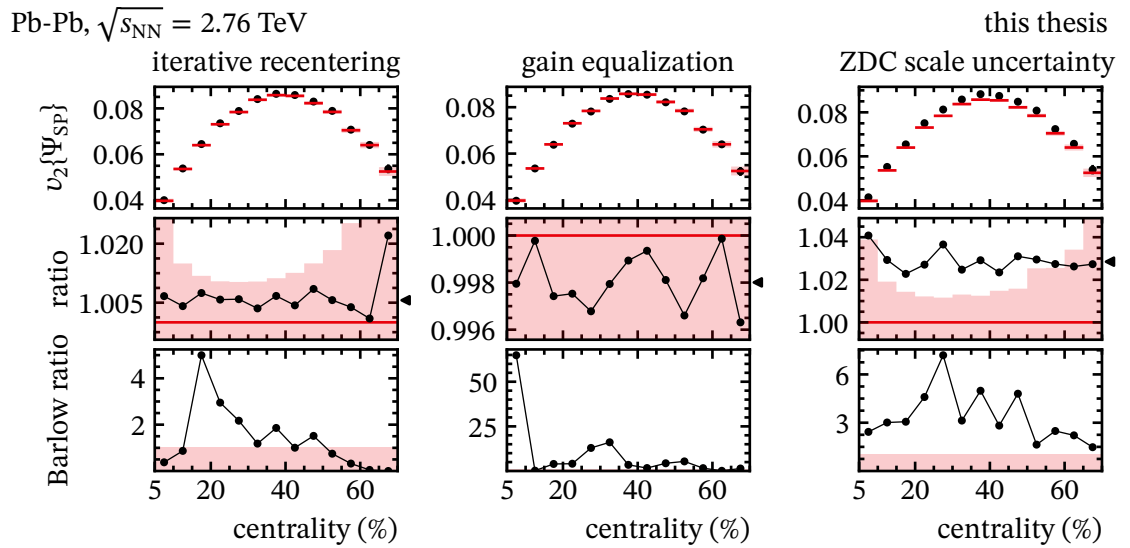 Pb-Pb, √sNN = 2.76 TeV this thesis
iterative recentering gain equalization ZDC scale uncertainty
v2{ΨSP}
0.08
0.06
0.04
0.08
0.06
0.04
0.08
0.06
0.04
ratio
1.020
1.005
1.000
0.998
0.996
1.04
1.02
1.00
Barlow ratio
4
2
50
25
6
3
5 20 40 60
5 20 40 60
5 20 40 60
centrality (%) centrality (%) centrality (%)